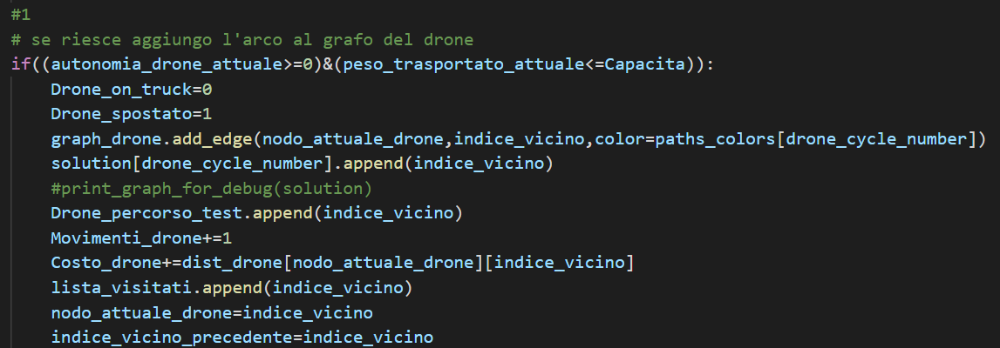 #1
# se riesce aggiungo l'arco al grafo del drone
if((autonomia_drone_attuale>=0)&(peso_trasportato_attuale<=Capacita)):
    Drone_on_truck=0
    Drone_spostato=1
    graph_drone.add_edge(nodo_attuale_drone,indice_vicino,color=paths_colors[drone_cycle_number])
    solution[drone_cycle_number].append(indice_vicino)
    #print_graph_for_debug(solution)
    Drone_percorso_test.append(indice_vicino)
    Movimenti_drone+=1
    Costo_drone+=dist_drone[nodo_attuale_drone][indice_vicino]
    lista_visitati.append(indice_vicino)
    nodo_attuale_drone=indice_vicino
    indice_vicino_precedente=indice_vicino